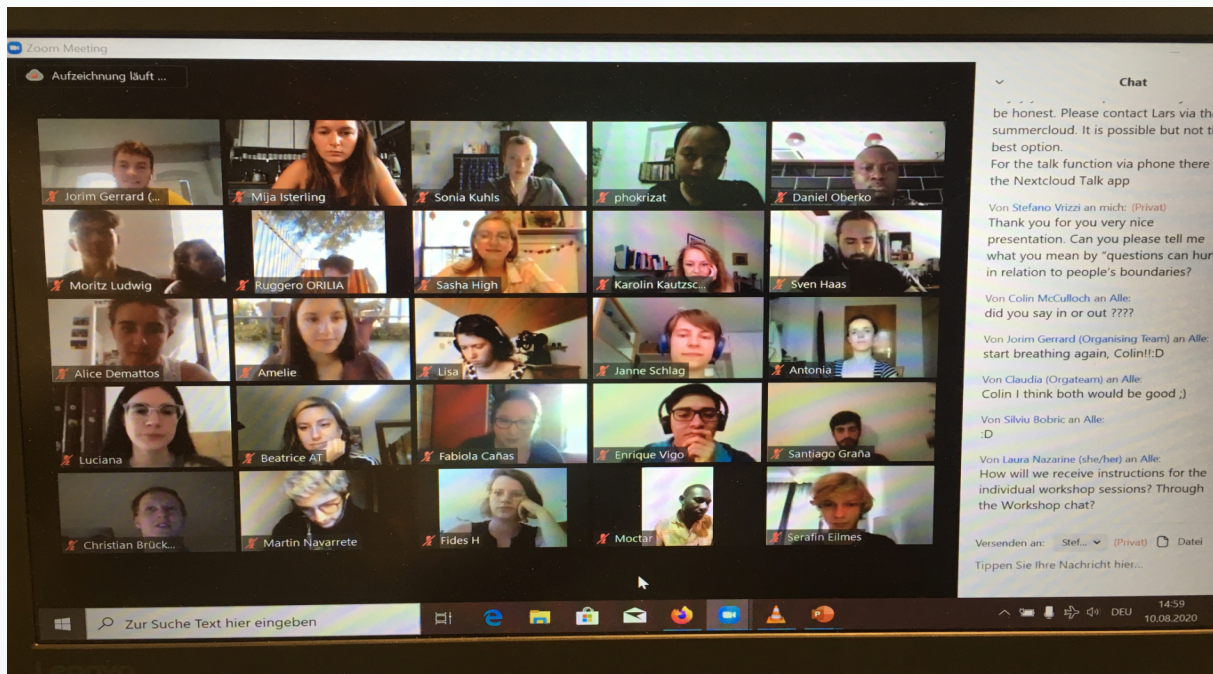 Zoom Meeting
Aufzeichnung läuft ...
Jorim Gerrard (...
Mija Isterling
Sonia Kuhls
phokrizat
Daniel Oberko
Moritz Ludwig
Ruggero ORILIA
Sasha High
Karolin Kautzsc...
Sven Haas
Alice Demattos
Amelie
Lisa
Janne Schlag
Antonia
Luciana
Beatrice AT
Fabiola Cañas
Enrique Vigo
Santiago Graña
Christian Brück...
Martin Navarrete
Fides H
Moctar
Serafin Eilmes
Chat
be honest. Please contact Lars via th
summercloud. It is possible but not t
best option.
For the talk function via phone there
the Nextcloud Talk app
Von Stefano Vrizzi an mich: (Privat)
Thank you for you very nice
presentation. Can you please tell me
what you mean by "questions can hur
in relation to people's boundaries?
Von Colin McCulloch an Alle:
did you say in or out ????
Von Jorim Gerrard (Organising Team) an Alle:
start breathing again, Colin!!:D
Von Claudia (Orgateam) an Alle:
Colin I think both would be good ;)
Von Silviu Bobric an Alle:
:D
Von Laura Nazarine (she/her) an Alle:
How will we receive instructions for the
individual workshop sessions? Through
the Workshop chat?
Versenden an: Stef... (Privat) Datei
Tippen Sie Ihre Nachricht hier...
Zur Suche Text hier eingeben
DEU
14:59
10.08.2020
Lenovo